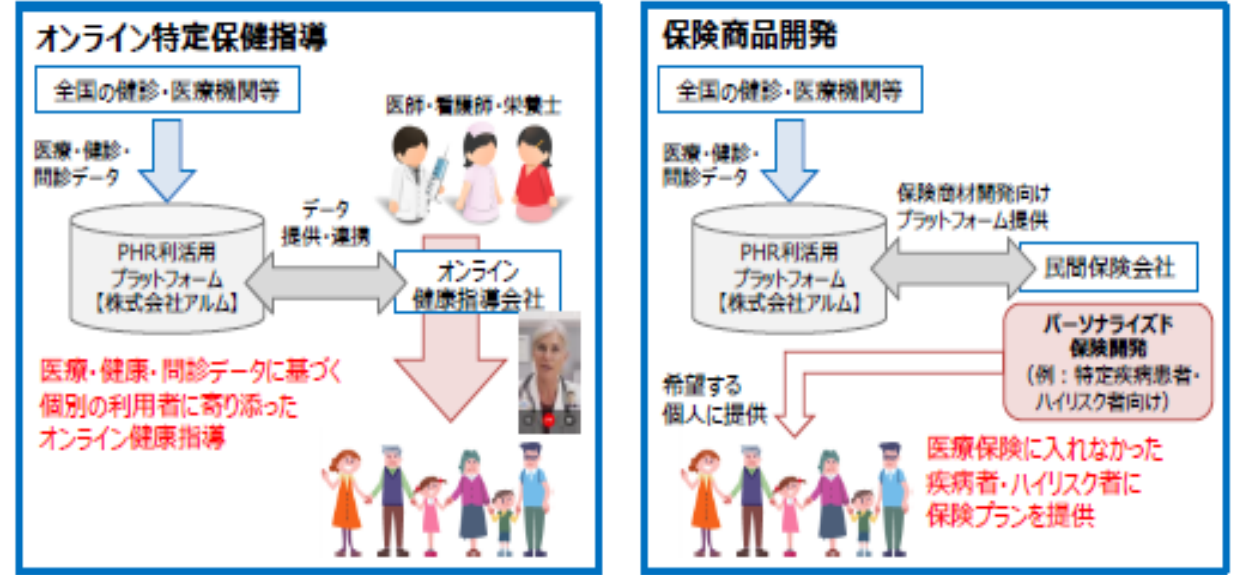 オンライン特定保健指導
全国の健診・医療機関等
医師・看護師・栄養士
医療・健診・
問診データ
データ
提供・連携
PHR利活用
プラットフォーム
【株式会社アルム】
オンライン
健康指導会社
医療・健康・問診データに基づく
個別の利用者に寄り添った
オンライン健康指導
保険商品開発
全国の健診・医療機関等
医療・健診・
問診データ
保険商材開発向け
プラットフォーム提供
PHR利活用
プラットフォーム
【株式会社アルム】
民間保険会社
パーソナライズド
保険開発
（例：特定疾病患者・
ハイリスク者向け）
希望する
個人に提供
医療保険に入れなかった
疾病者・ハイリスク者に
保険プランを提供